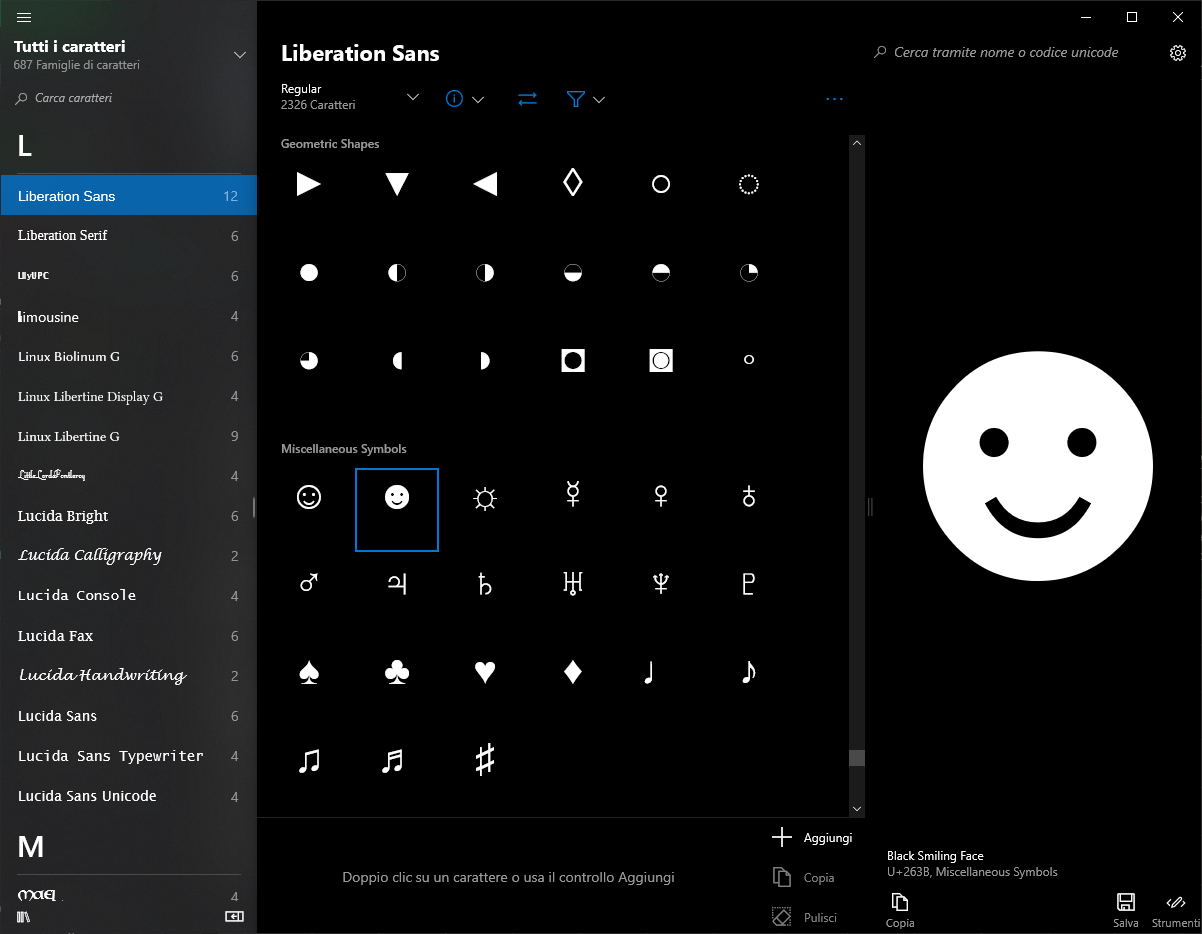 Tutti i caratteri
687 Famiglie di caratteri
Carca caratteri
L
Liberation Sans 12
Liberation Serif 6
LilyUPC 6
limousine 4
Linux Biolinum G 6
Linux Libertine Display G 4
Linux Libertine G 9
LittleLordFontleroy 4
Lucida Bright 6
Lucida Calligraphy 2
Lucida Console 4
Lucida Fax 6
Lucida Handwriting 2
Lucida Sans 6
Lucida Sans Typewriter 4
Lucida Sans Unicode 4
M
mael 4
Liberation Sans
Cerca tramite nome o codice unicode
Regular
2326 Caratteri
Geometric Shapes
Miscellaneous Symbols
Doppio clic su un carattere o usa il controllo Aggiungi
Aggiungi
Copia
Pulisci
Black Smiling Face
U+263B, Miscellaneous Symbols
Copia
Salva
Strumenti